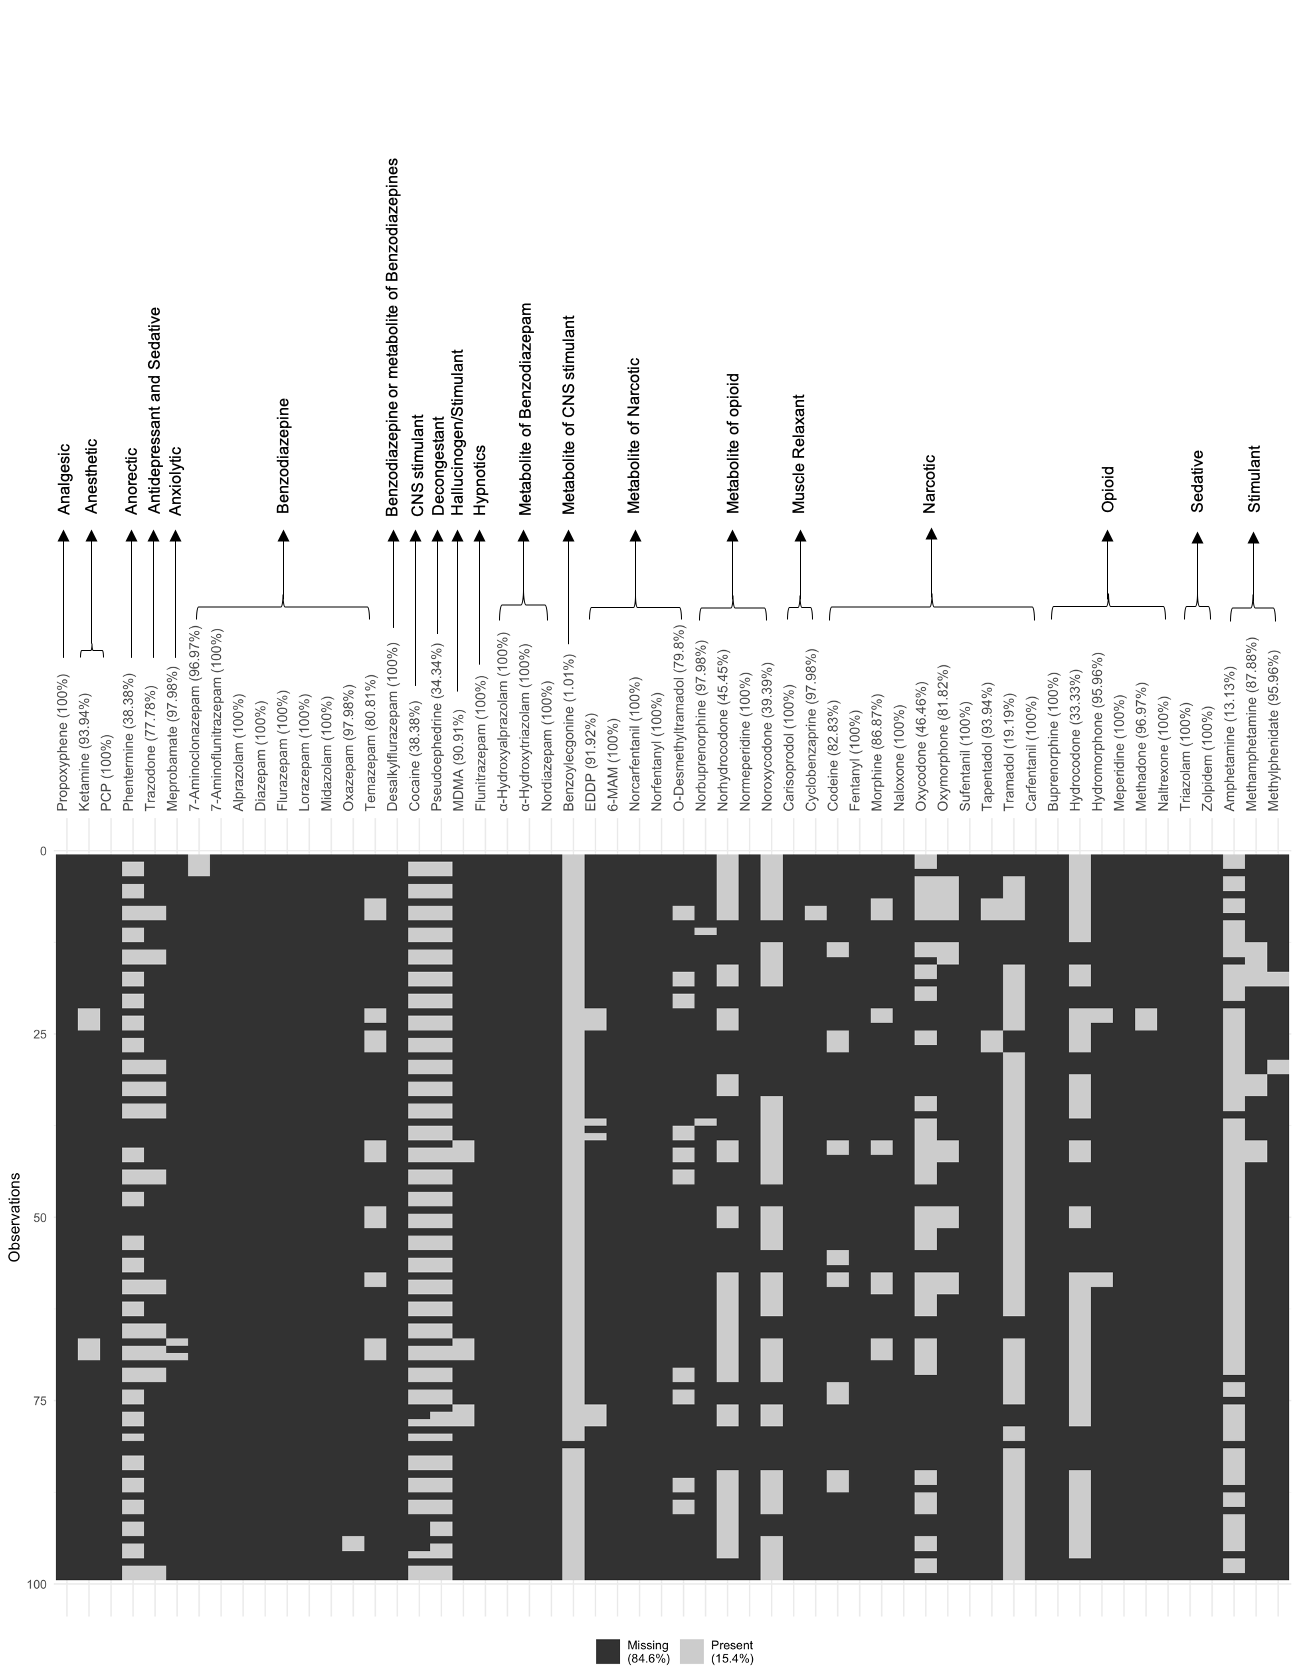 Analgesic
Anesthetic
Anorectic
Antidepressant and Sedative
Anxiolytic
Benzodiazepine
Benzodiazepine or metabolite of Benzodiazepines
CNS stimulant
Decongestant
Hallucinogen/Stimulant
Hypnotics
Metabolite of Benzodiazepam
Metabolite of CNS stimulant
Metabolite of Narcotic
Metabolite of opioid
Muscle Relaxant
Narcotic
Opioid
Sedative
Stimulant
Propoxyphene (100%)
Ketamine (93.94%)
PCP (100%)
Phentermine (38.38%)
Trazodone (77.78%)
Meprobamate (97.98%)
7-Aminoclonazepam (96.97%)
7-Aminoflunitrazepam (100%)
Alprazolam (100%)
Diazepam (100%)
Flurazepam (100%)
Lorazepam (100%)
Midazolam (100%)
Oxazepam (97.98%)
Temazepam (80.81%)
Desalkylflurazepam (100%)
Cocaine (38.38%)
Pseudoephedrine (34.34%)
MDMA (90.91%)
Flunitrazepam (100%)
α-Hydroxyalprazolam (100%)
α-Hydroxytriazolam (100%)
Nordiazepam (100%)
Benzoylecgonine (1.01%)
EDDP (91.92%)
6-MAM (100%)
Norcarfentanil (100%)
Norfentanyl (100%)
O-Desmethyltramadol (79.8%)
Norbuprenorphine (97.98%)
Norhydrocodone (45.45%)
Normeperidine (100%)
Noroxycodone (39.39%)
Carisoprodol (100%)
Cyclobenzaprine (97.98%)
Codeine (82.83%)
Fentanyl (100%)
Morphine (86.87%)
Naloxone (100%)
Oxycodone (46.46%)
Oxymorphone (81.82%)
Sufentanil (100%)
Tapentadol (93.94%)
Tramadol (19.19%)
Carfentanil (100%)
Buprenorphine (100%)
Hydrocodone (33.33%)
Hydromorphone (95.96%)
Meperidine (100%)
Methadone (96.97%)
Naltrexone (100%)
Triazolam (100%)
Zolpidem (100%)
Amphetamine (13.13%)
Methamphetamine (87.88%)
Methylphenidate (95.96%)
0
25
50
75
100
Observations
Missing
(84.6%)
Present
(15.4%)